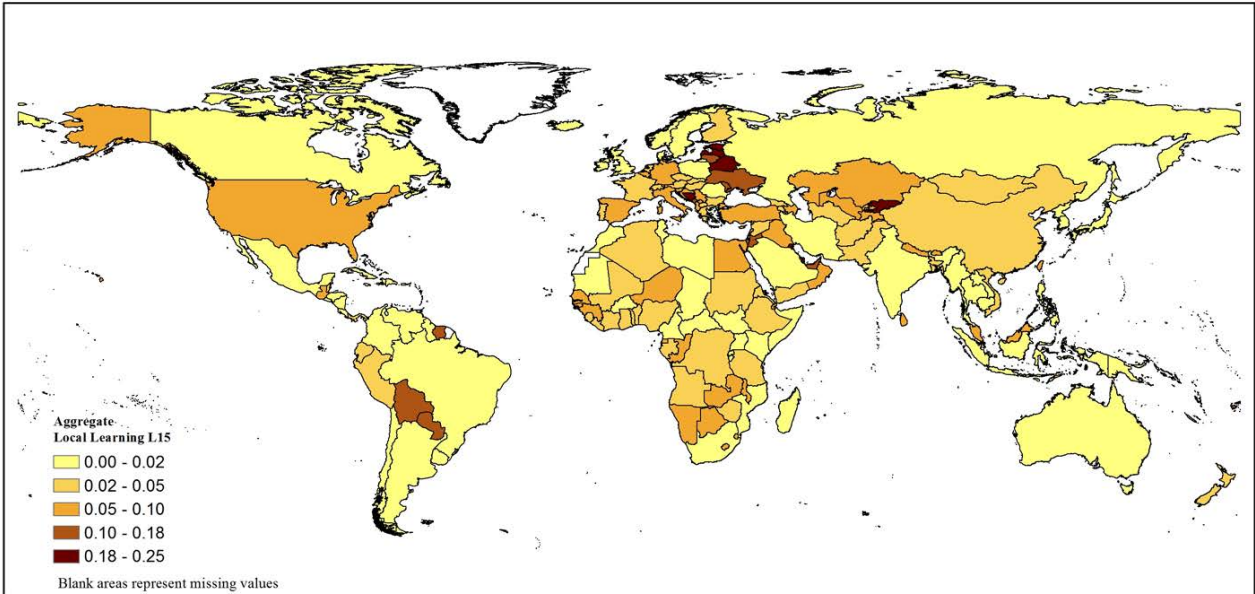 Aggregate
Local Learning L15
0.00 - 0.02
0.02 - 0.05
0.05 - 0.10
0.10 - 0.18
0.18 - 0.25
Blank areas represent missing values